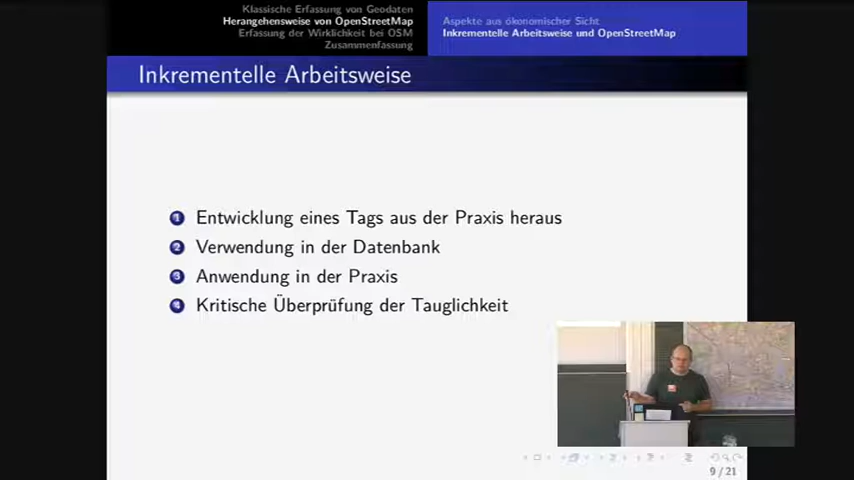 Klassische Erfassung von Geodaten
Herangehensweise von OpenStreetMap
Erfassung der Wirklichkeit bei OSM
Zusammenfassung
Aspekte aus ökonomischer Sicht
Inkrementelle Arbeitsweise und OpenStreetMap
Inkrementelle Arbeitsweise
1 Entwicklung eines Tags aus der Praxis heraus
2 Verwendung in der Datenbank
3 Anwendung in der Praxis
4 Kritische Überprüfung der Tauglichkeit
9 / 21